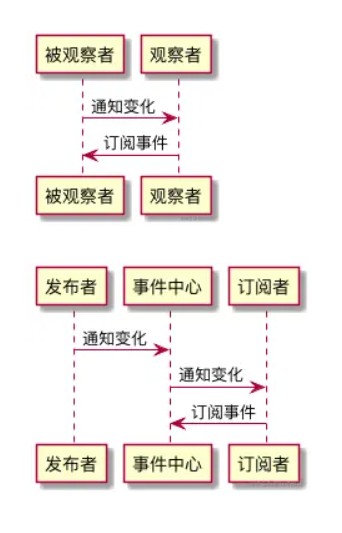 被观察者 观察者
通知变化
订阅事件
被观察者 观察者
发布者 事件中心 订阅者
通知变化
通知变化
订阅事件
发布者 事件中心 订阅者